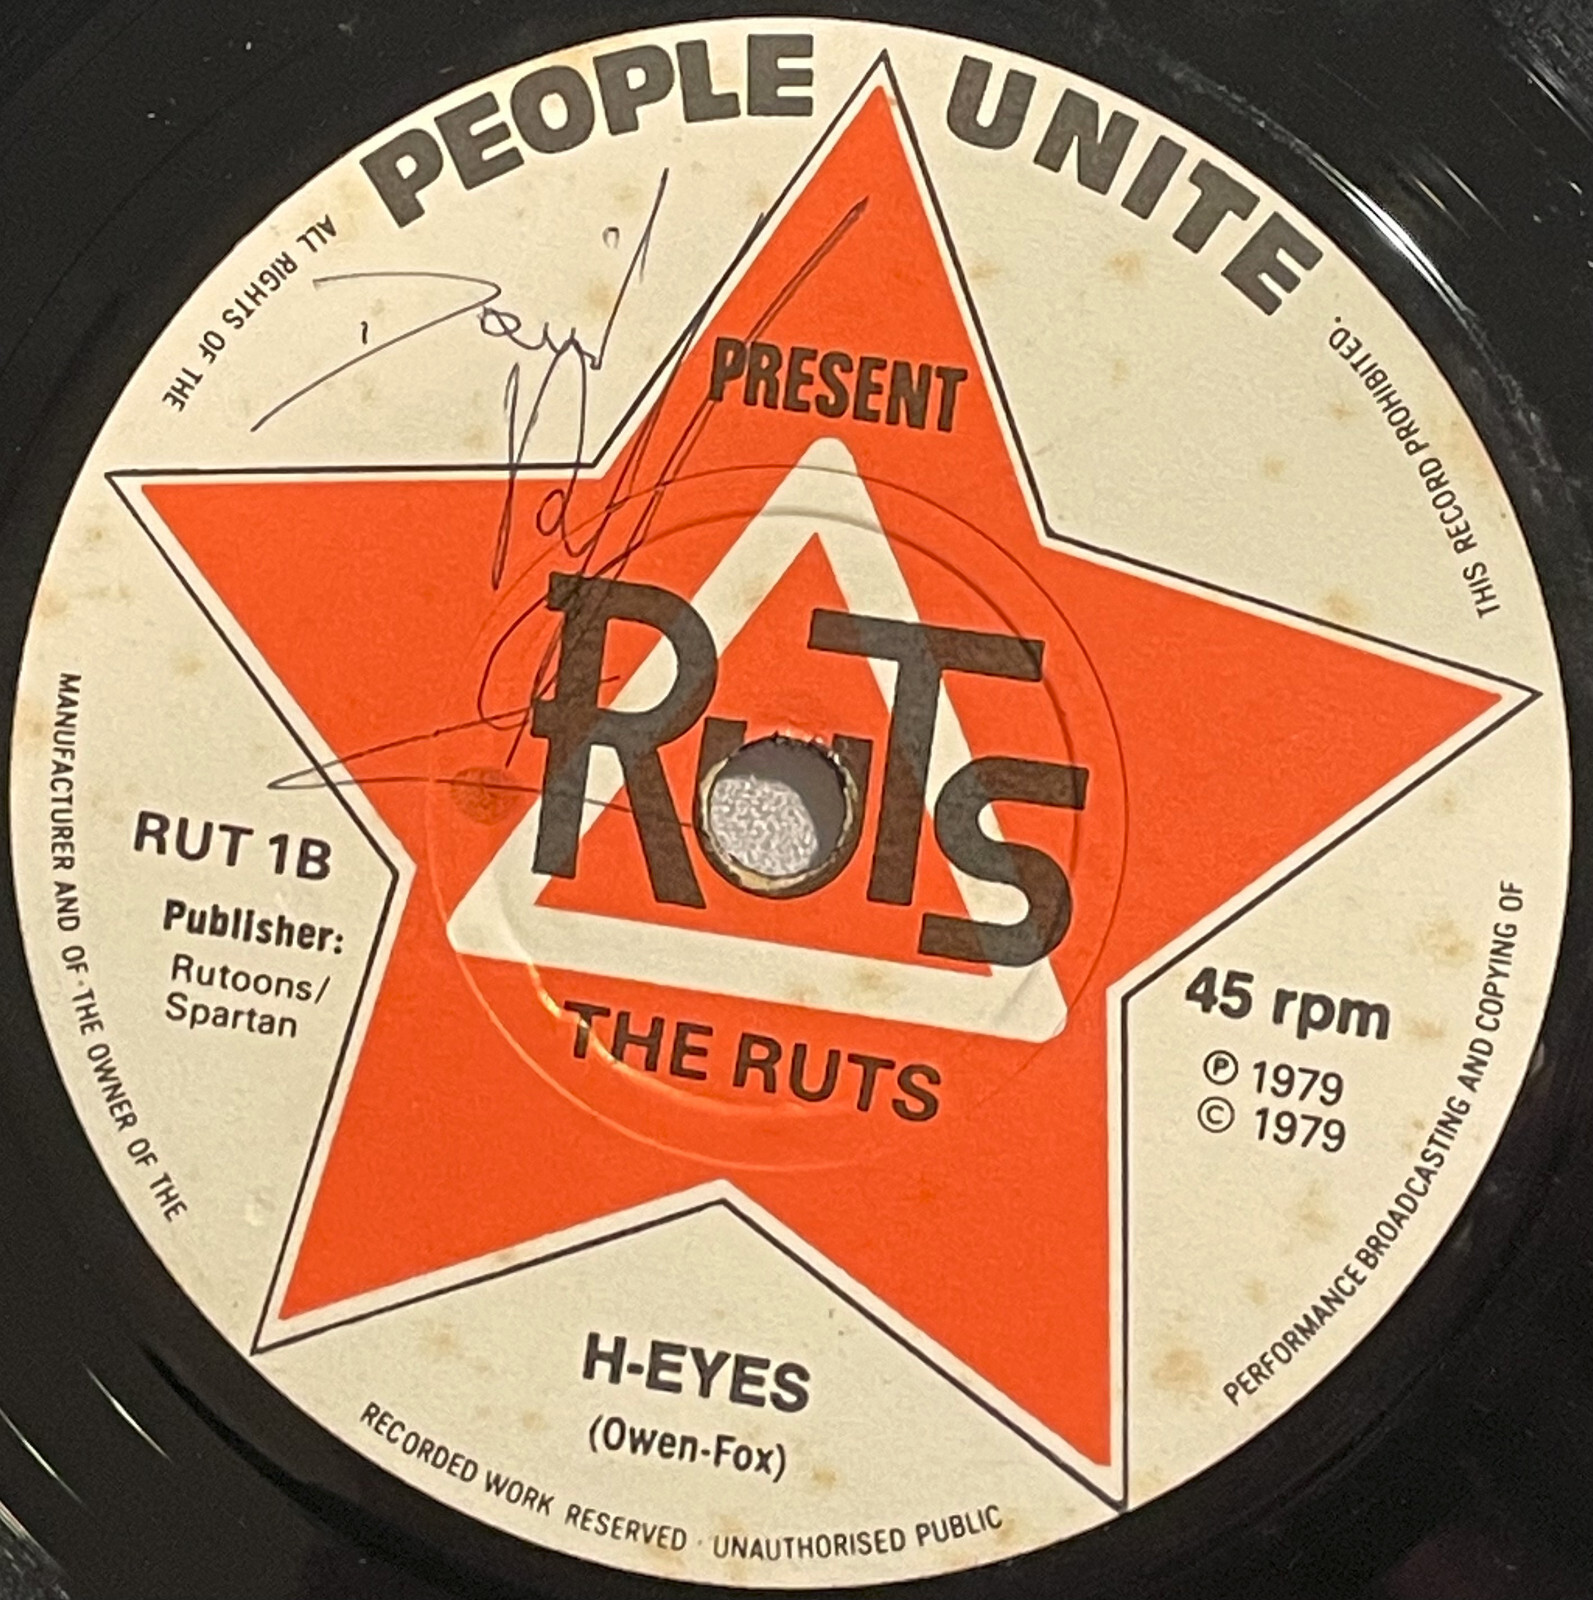 PEOPLE UNITE
PRESENT
RUTS
THE RUTS
RUT 1B
Publisher:
Rutoons/
Spartan
45 rpm
Ⓟ 1979
© 1979
H-EYES
(Owen-Fox)
ALL RIGHTS OF THE
MANUFACTURER AND OF · THE OWNER OF THE
RECORDED WORK RESERVED · UNAUTHORISED PUBLIC
PERFORMANCE BROADCASTING AND COPYING OF
THIS RECORD PROHIBITED.